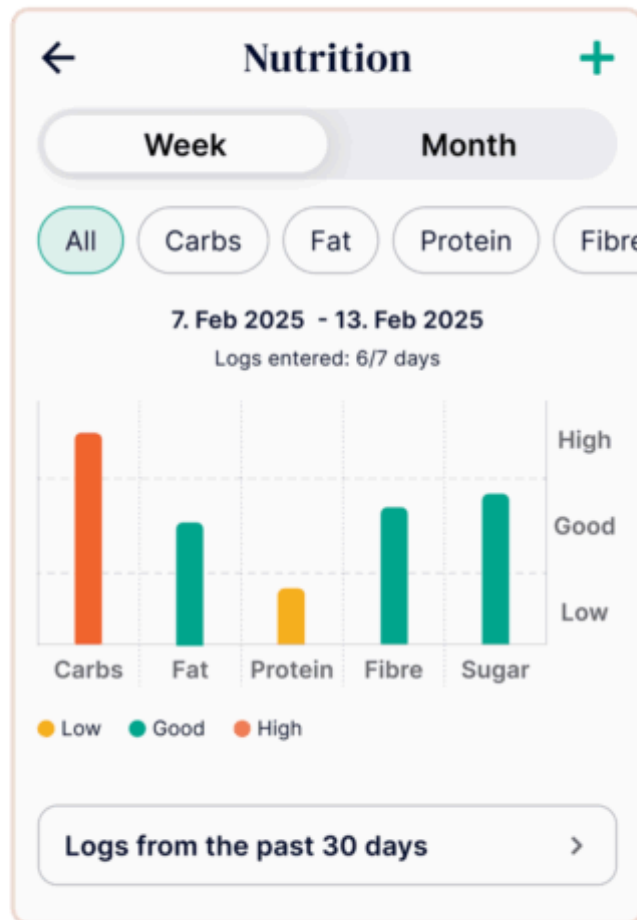 Nutrition
Week Month
All Carbs Fat Protein Fibre
7. Feb 2025 - 13. Feb 2025
Logs entered: 6/7 days
High
Good
Low
Carbs Fat Protein Fibre Sugar
Low Good High
Logs from the past 30 days